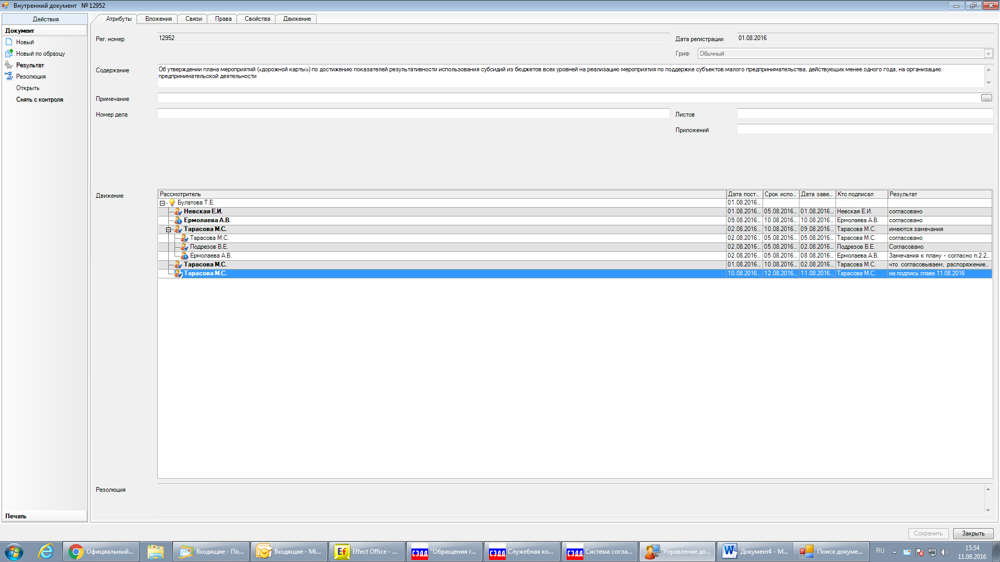 Внутренний документ № 12952
Действия
Документ
Новый
Новый по образцу
Результат
Резолюция
Открыть
Снять с контроля
Печать
Атрибуты Вложения Связи Права Свойства Движение
Рег. номер 12952 Дата регистрации 01.08.2016
Гриф Обычный
Содержание Об утверждении плана мероприятий («дорожной карты») по достижению показателей результативности использования субсидий из бюджетов всех уровней на реализацию мероприятия по поддержке субъектов малого предпринимательства, действующих менее одного года, на организацию
предпринимательской деятельности
Примечание ...
Номер дела Листов
Приложений
Движение
Рассмотритель Дата пост... Срок испо... Дата заве... Кто подписал Результат
Булатова Т.Е. 01.08.2016...
Невская Е.И. 01.08.2016... 05.08.2016... 01.08.2016... Невская Е.И. согласовано
Ермолаева А.В. 09.08.2016... 10.08.2016... 10.08.2016... Ермолаева А.В. согласовано
Тарасова М.С. 02.08.2016... 10.08.2016... 09.08.2016... Тарасова М.С. имеются замечания
Тарасова М.С. 02.08.2016... 05.08.2016... 05.08.2016... Тарасова М.С. согласовано
Подрезов В.Е. 02.08.2016... 05.08.2016... 02.08.2016... Подрезов В.Е. Согласовано
Ермолаева А.В. 02.08.2016... 05.08.2016... 08.08.2016... Ермолаева А.В. Замечания к плану - согласно п.2.2...
Тарасова М.С. 01.08.2016... 10.08.2016... 02.08.2016... Тарасова М.С. что согласовываем, распоряжение...
Тарасова М.С. 10.08.2016... 12.08.2016... 11.08.2016... Тарасова М.С. на подпись главе 11.08.2016
Резолюция
Сохранить Закрыть
Официальный... Входящие - По... Входящие - Mi... Ef Effect Office - ... СЭДД "Обращения г... СЭДД Служебная ко... СЭДД Система согла... Управление до... Документ4 - M... Поиск докуме... RU 15:54
11.08.2016